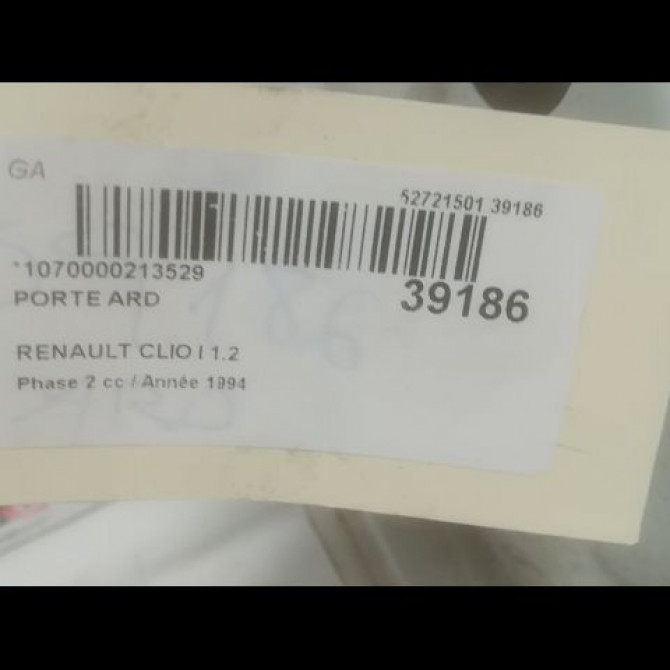 GA
52721501 39186
*1070000213529
39186
PORTE ARD
RENAULT CLIO I 1.2
Phase 2 cc / Année 1994